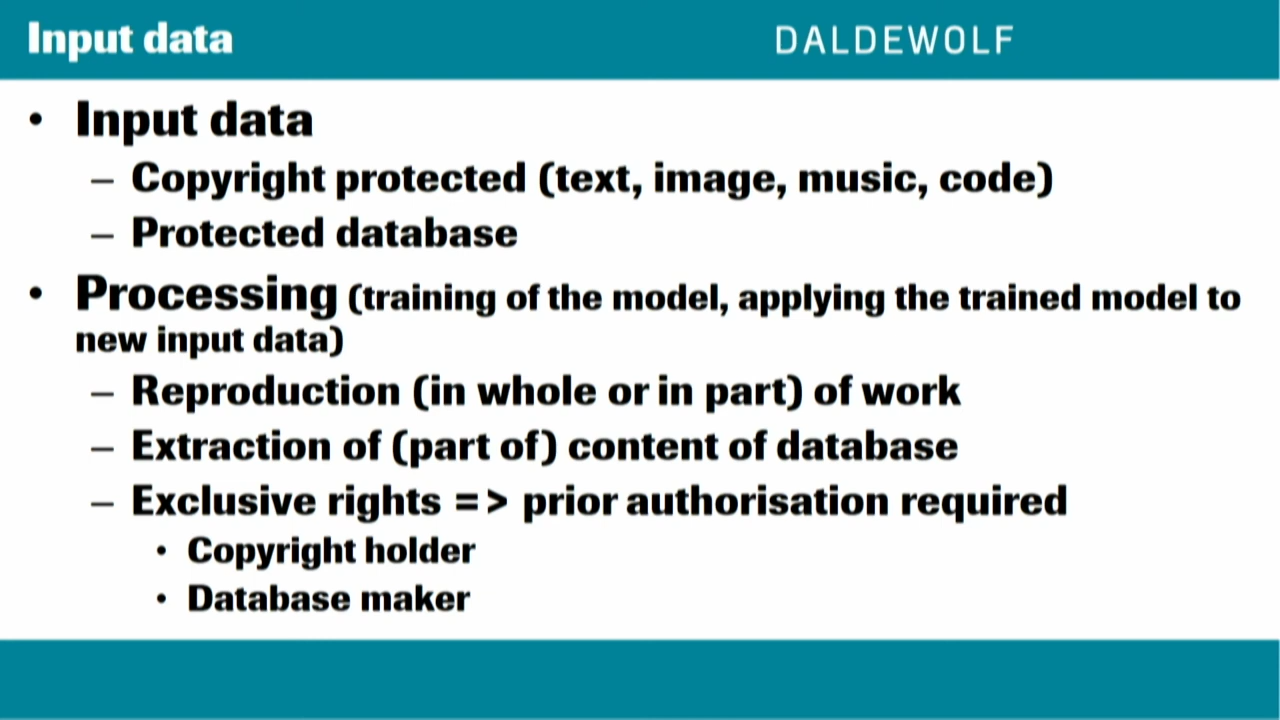 Input data
DALDEWOLF
• Input data
– Copyright protected (text, image, music, code)
– Protected database
• Processing (training of the model, applying the trained model to
new input data)
– Reproduction (in whole or in part) of work
– Extraction of (part of) content of database
– Exclusive rights => prior authorisation required
• Copyright holder
• Database maker